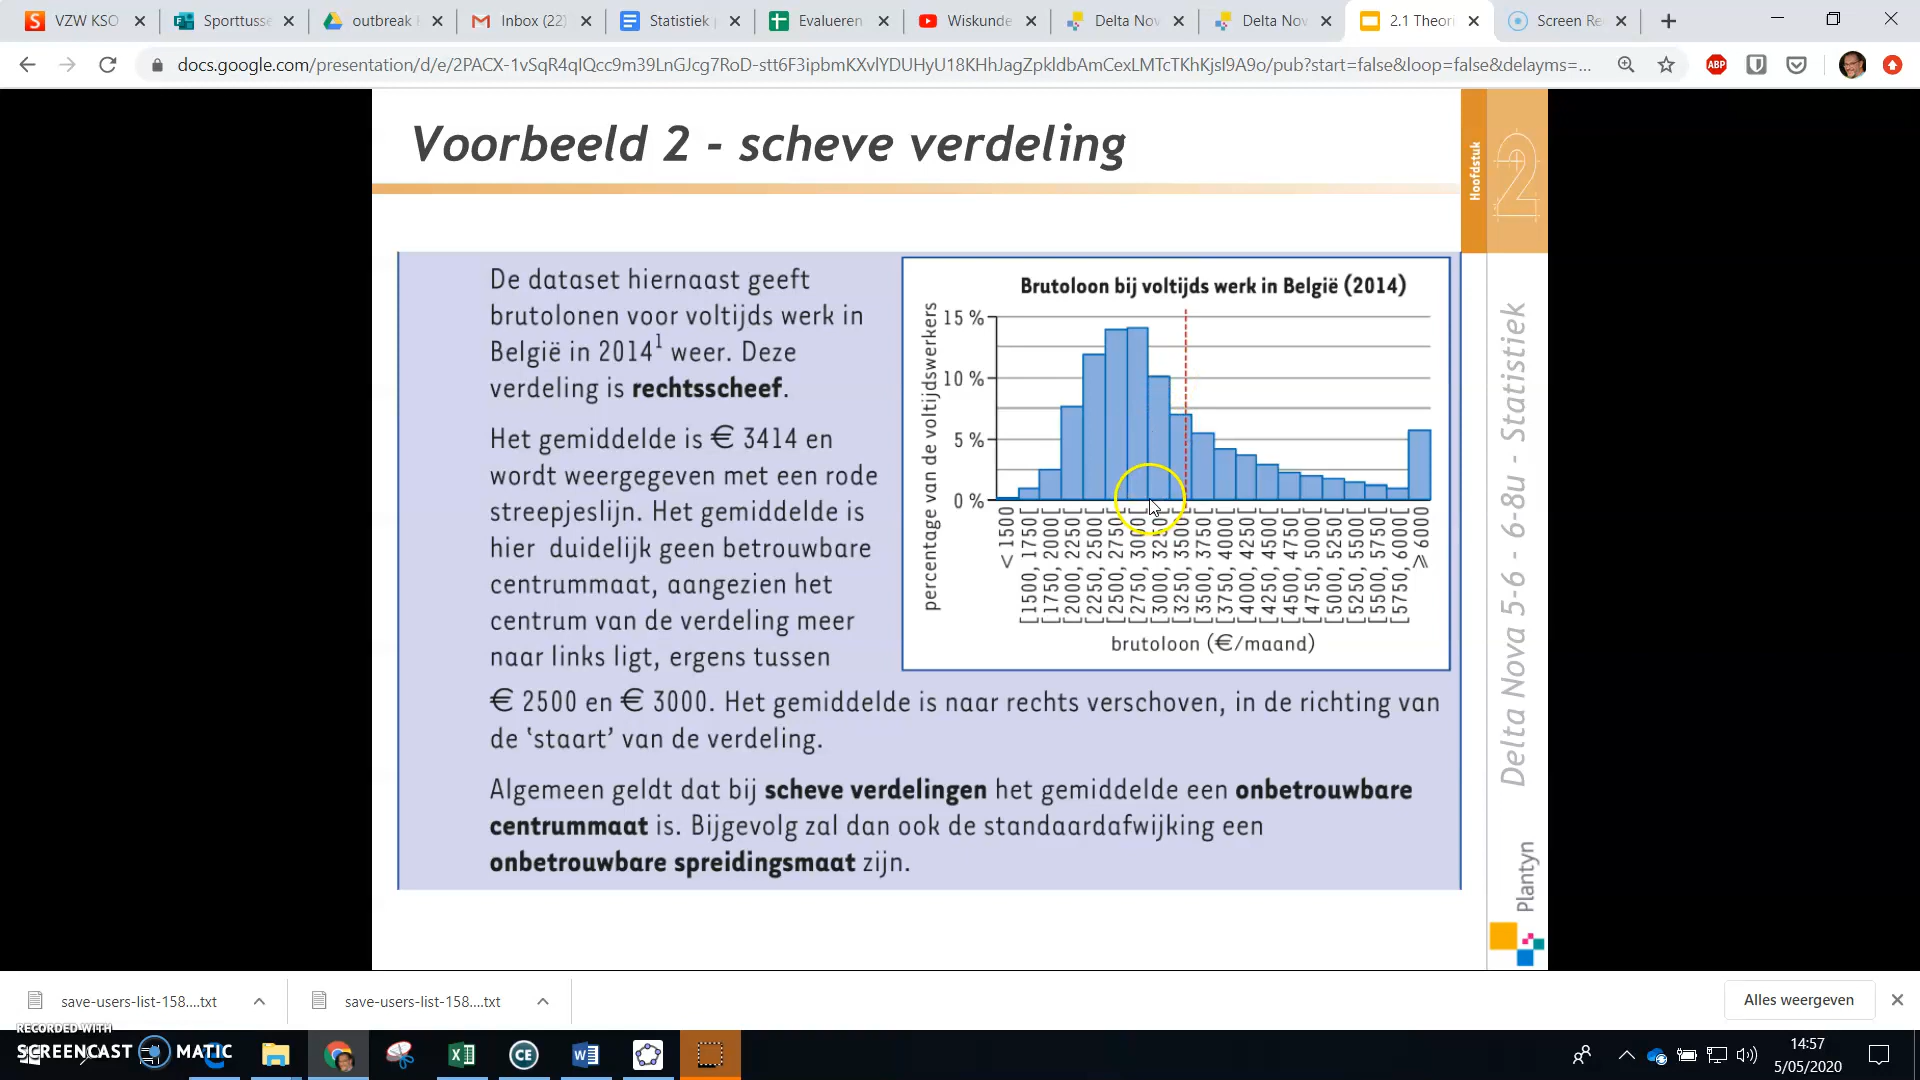 VZW KSO
Sporttusse
outbreak
Inbox (22)
Statistiek
Evalueren
Wiskunde
Delta Nov
Delta Nov
2.1 Theori
Screen Re
docs.google.com/presentation/d/e/2PACX-1vSqR4qIQcc9m39LnGJcg7RoD-stt6F3ipbmKXvlYDUHyU18KHhJagZpkldbAmCexLMTcTKhKjsl9A9o/pub?start=false&loop=false&delayms=...
ABP
Voorbeeld 2 - scheve verdeling
Hoofdstuk
2
De dataset hiernaast geeft
brutolonen voor voltijds werk in
België in 2014¹ weer. Deze
verdeling is rechtsscheef.
Het gemiddelde is € 3414 en
wordt weergegeven met een rode
streepjeslijn. Het gemiddelde is
hier duidelijk geen betrouwbare
centrummaat, aangezien het
centrum van de verdeling meer
naar links ligt, ergens tussen
€ 2500 en € 3000. Het gemiddelde is naar rechts verschoven, in de richting van
de ‘staart’ van de verdeling.
Algemeen geldt dat bij scheve verdelingen het gemiddelde een onbetrouwbare
centrummaat is. Bijgevolg zal dan ook de standaardafwijking een
onbetrouwbare spreidingsmaat zijn.
Brutoloon bij voltijds werk in België (2014)
percentage van de voltijdswerkers
15 %
10 %
5 %
0 %
< 1500
[1500, 1750[
[1750, 2000[
[2000, 2250[
[2250, 2500[
[2500, 2750[
[2750, 3000[
[3000, 3250[
[3250, 3500[
[3500, 3750[
[3750, 4000[
[4000, 4250[
[4250, 4500[
[4500, 4750[
[4750, 5000[
[5000, 5250[
[5250, 5500[
[5500, 5750[
[5750, 6000[
⩾ 6000
brutoloon (€/maand)
Delta Nova 5-6 - 6-8u - Statistiek
Plantyn
save-users-list-158....txt
save-users-list-158....txt
Alles weergeven
RECORDED WITH
SCREENCAST MATIC
CE
14:57
5/05/2020